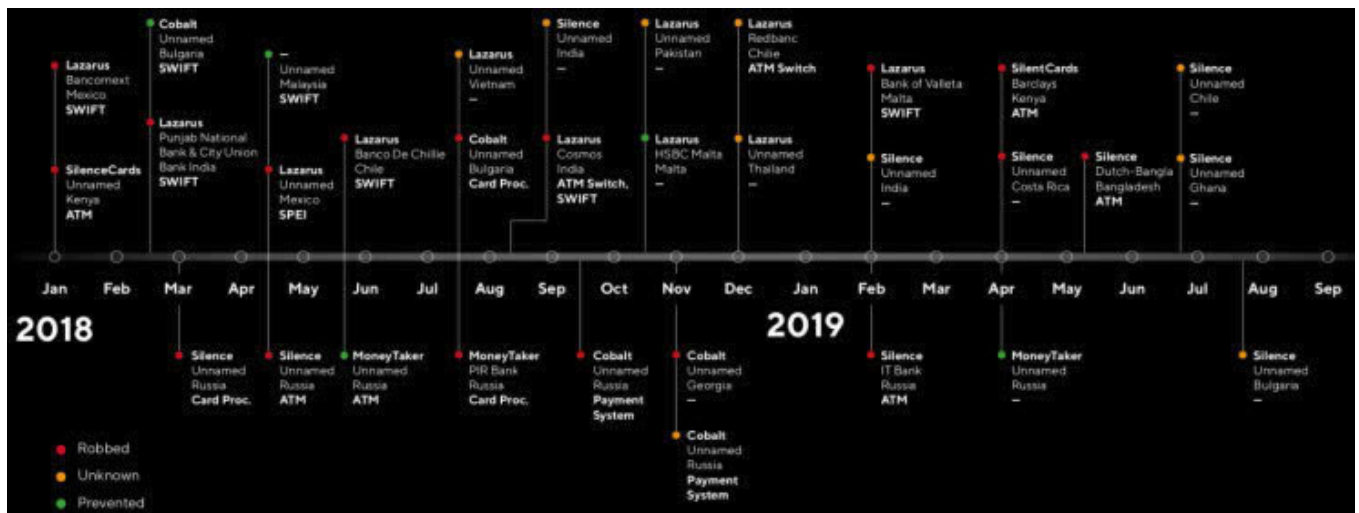 Cobalt
Unnamed
Bulgaria
SWIFT
Lazarus
Bancomext
Mexico
SWIFT
Lazarus
Punjab National
Bank & City Union
Bank India
SWIFT
SilenceCards
Unnamed
Kenya
ATM
–
Unnamed
Malaysia
SWIFT
Lazarus
Unnamed
Mexico
SPEI
Lazarus
Banco De Chillie
Chile
SWIFT
Lazarus
Unnamed
Vietnam
–
Cobalt
Unnamed
Bulgaria
Card Proc.
Silence
Unnamed
India
–
Lazarus
Cosmos
India
ATM Switch,
SWIFT
Lazarus
Unnamed
Pakistan
–
Lazarus
HSBC Malta
Malta
–
Lazarus
Redbanc
Chilie
ATM Switch
Lazarus
Unnamed
Thailand
–
Lazarus
Bank of Valleta
Malta
SWIFT
Silence
Unnamed
India
–
SilentCards
Barclays
Kenya
ATM
Silence
Unnamed
Costa Rica
–
Silence
Dutch-Bangla
Bangladesh
ATM
Silence
Unnamed
Chile
–
Silence
Unnamed
Ghana
–
Jan Feb Mar Apr May Jun Jul Aug Sep Oct Nov Dec Jan Feb Mar Apr May Jun Jul Aug Sep
2018 2019
Silence
Unnamed
Russia
Card Proc.
Silence
Unnamed
Russia
ATM
MoneyTaker
Unnamed
Russia
ATM
MoneyTaker
PIR Bank
Russia
Card Proc.
Cobalt
Unnamed
Russia
Payment
System
Cobalt
Unnamed
Georgia
–
Cobalt
Unnamed
Russia
Payment
System
Silence
IT Bank
Russia
ATM
MoneyTaker
Unnamed
Russia
–
Silence
Unnamed
Bulgaria
–
Robbed
Unknown
Prevented